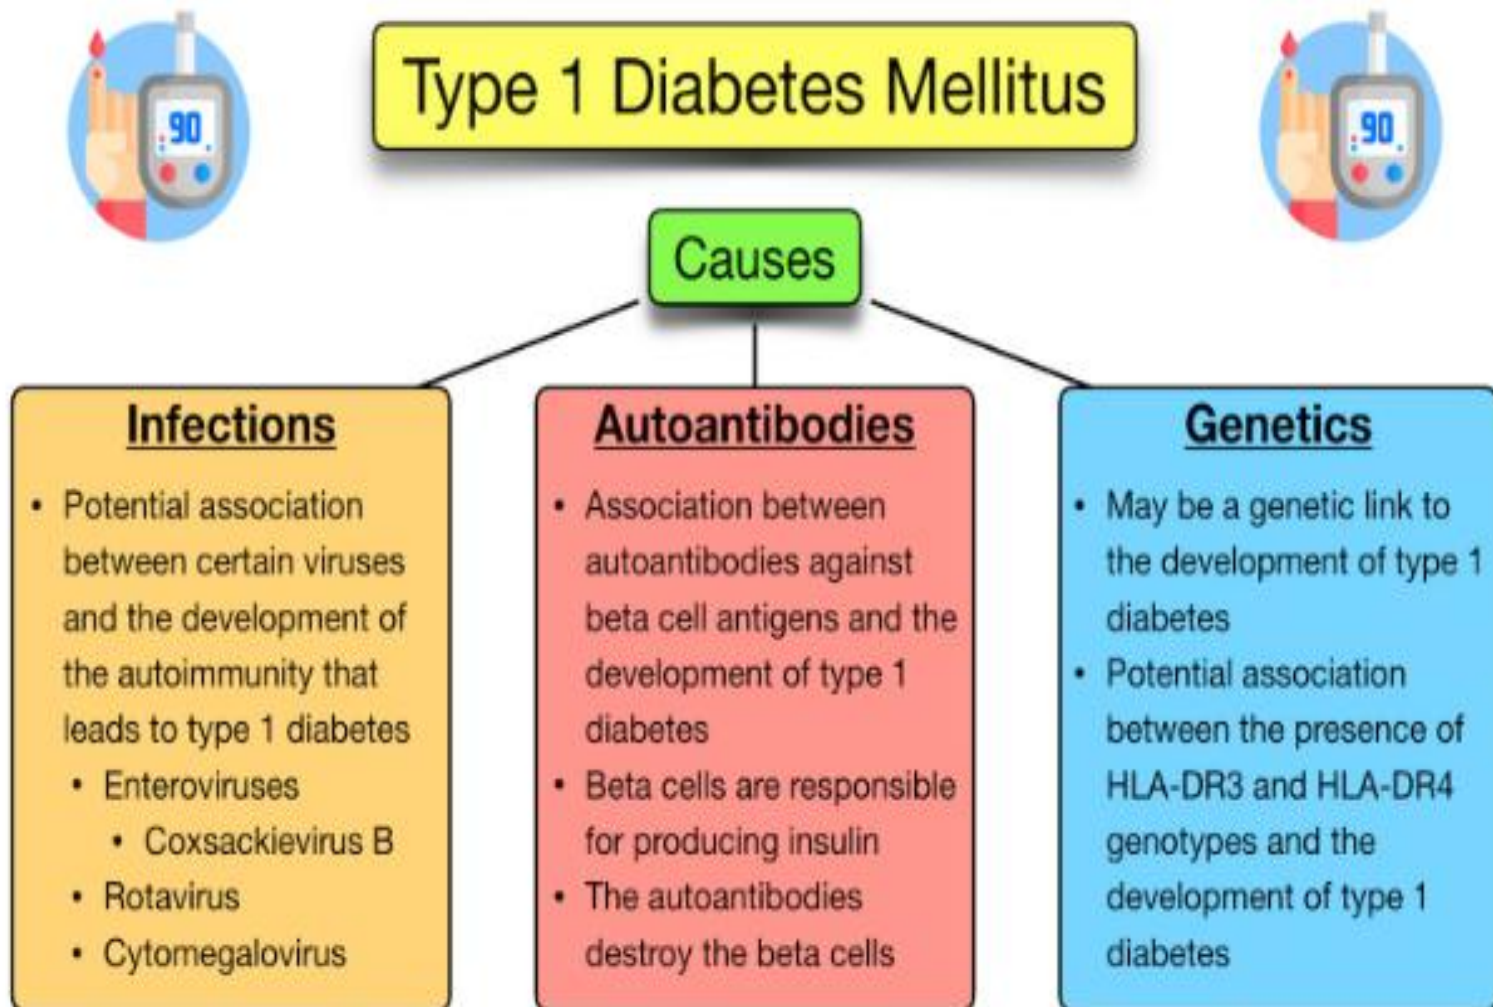 90
Type 1 Diabetes Mellitus
90
Causes
Infections
• Potential association
between certain viruses
and the development of
the autoimmunity that
leads to type 1 diabetes
• Enteroviruses
• Coxsackievirus B
• Rotavirus
• Cytomegalovirus
Autoantibodies
• Association between
autoantibodies against
beta cell antigens and the
development of type 1
diabetes
• Beta cells are responsible
for producing insulin
• The autoantibodies
destroy the beta cells
Genetics
• May be a genetic link to
the development of type 1
diabetes
• Potential association
between the presence of
HLA-DR3 and HLA-DR4
genotypes and the
development of type 1
diabetes